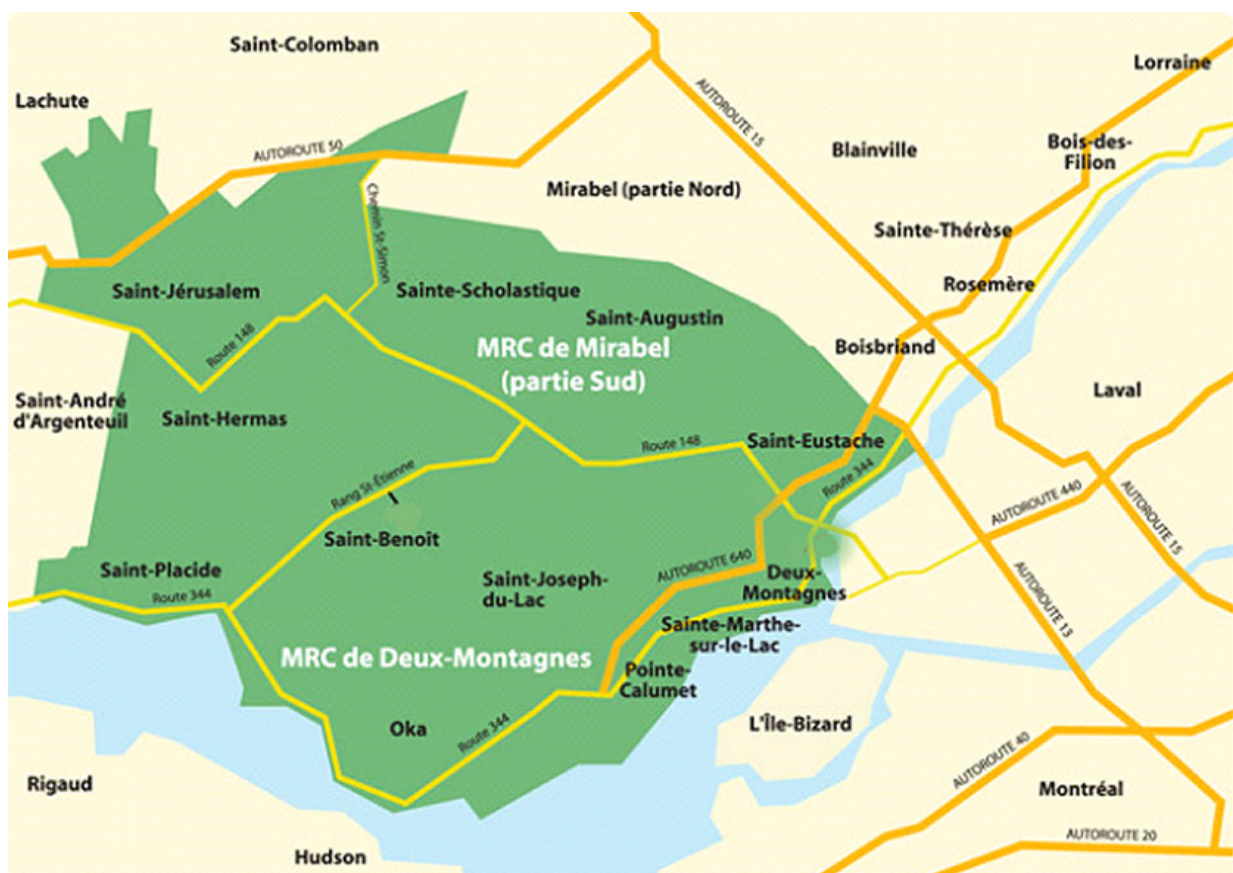 Saint-Colomban
Lorraine
Lachute
AUTOROUTE 15
AUTOROUTE 50
Blainville
Bois-des-
Filion
Mirabel (partie Nord)
Chemin St-Simon
Sainte-Thérèse
Saint-Jérusalem
Sainte-Scholastique
Rosemère
Saint-Augustin
Route 148
MRC de Mirabel
(partie Sud)
Boisbriand
Saint-André
d'Argenteuil
Saint-Hermas
Laval
Route 148
Saint-Eustache
Rang St-Étienne
Route 344
AUTOROUTE 440
AUTOROUTE 15
Saint-Benoît
Saint-Placide
Route 344
Saint-Joseph-
du-Lac
AUTOROUTE 640
Deux-
Montagnes
AUTOROUTE 13
Sainte-Marthe-
sur-le-Lac
MRC de Deux-Montagnes
Pointe-
Calumet
Oka
Route 344
L'Île-Bizard
AUTOROUTE 40
Rigaud
Montréal
AUTOROUTE 20
Hudson